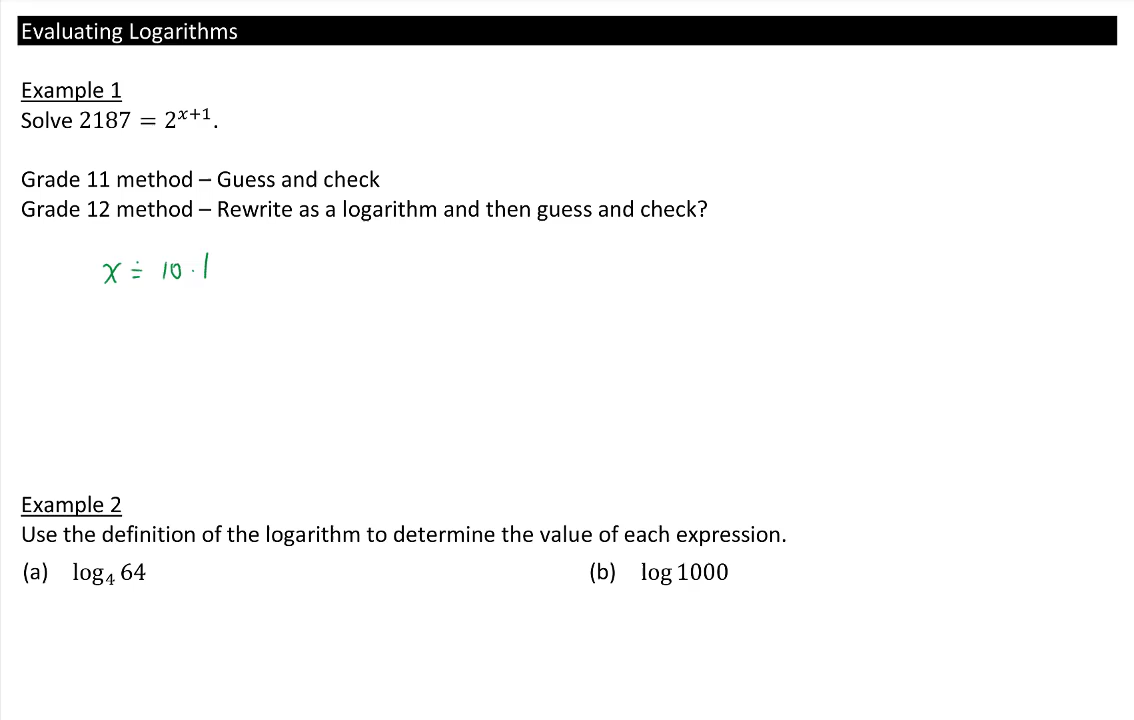 Evaluating Logarithms
Example 1
Solve 2187 = 2ˣ⁺¹.
Grade 11 method – Guess and check
Grade 12 method – Rewrite as a logarithm and then guess and check?
x ≑ 10.1
Example 2
Use the definition of the logarithm to determine the value of each expression.
(a) log₄ 64 (b) log 1000